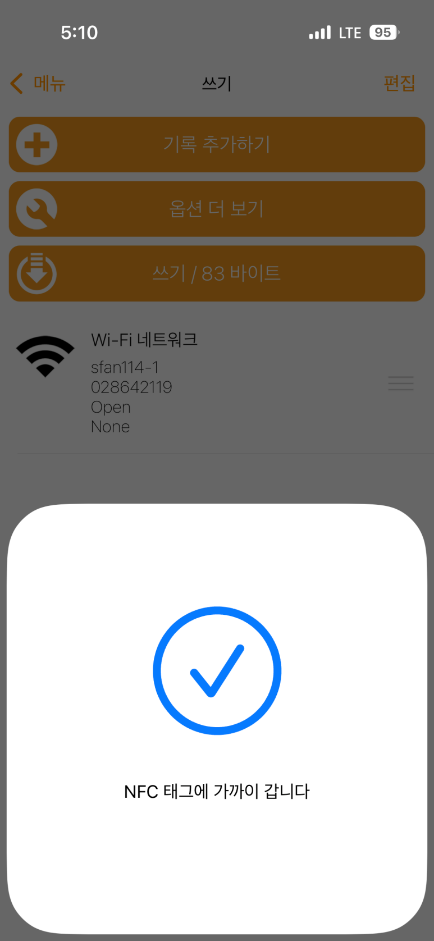 5:10
LTE
95
메뉴
쓰기
편집
기록 추가하기
옵션 더 보기
쓰기 / 83 바이트
Wi-Fi 네트워크
sfan114-1
028642119
Open
None
NFC 태그에 가까이 갑니다